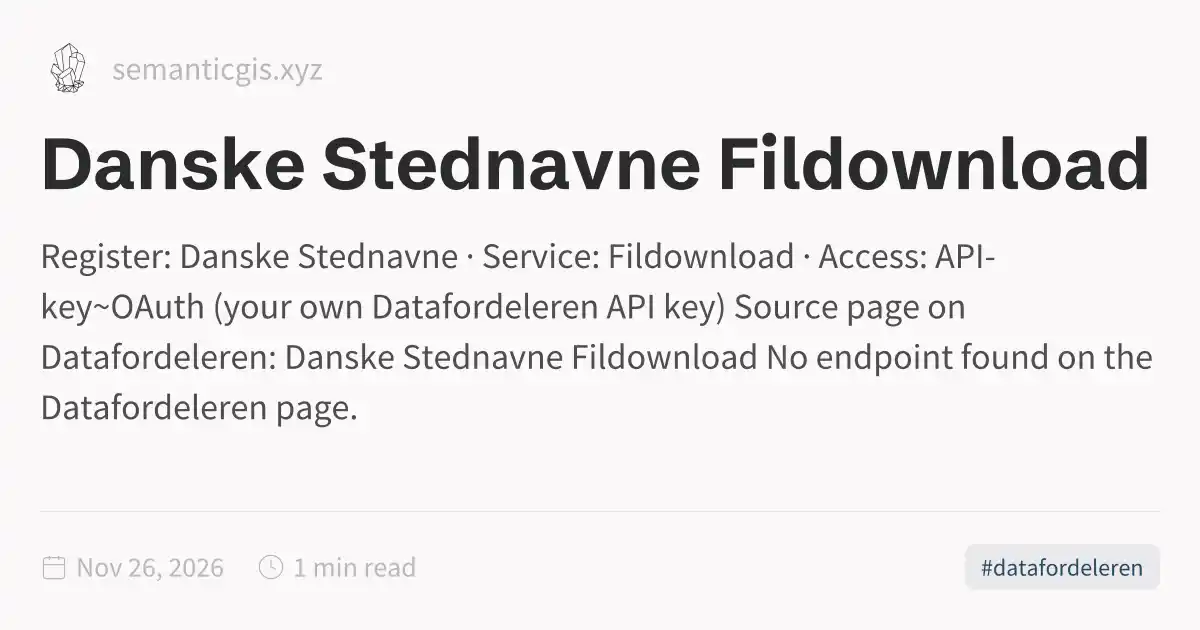 semanticgis.xyz
Danske Stednavne Fildownload
Register: Danske Stednavne · Service: Fildownload · Access: API-
key~OAuth (your own Datafordeleren API key) Source page on
Datafordeleren: Danske Stednavne Fildownload No endpoint found on the
Datafordeleren page.
Nov 26, 2026 1 min read #datafordeleren